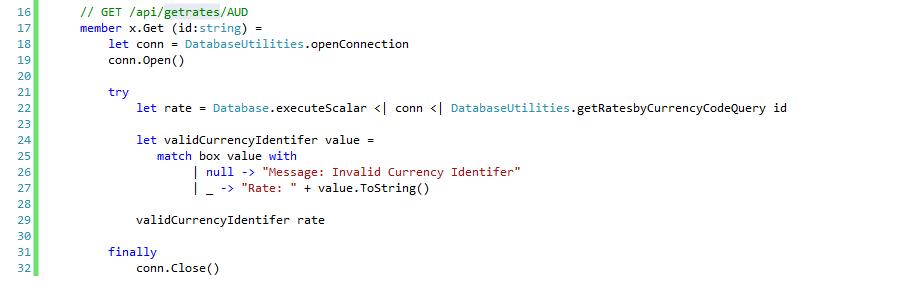 16 // GET /api/getrates/AUD
17 member x.Get (id:string) =
18 let conn = DatabaseUtilities.openConnection
19 conn.Open()
20
21 try
22 let rate = Database.executeScalar <| conn <| DatabaseUtilities.getRatesbyCurrencyCodeQuery id
23
24 let validCurrencyIdentifer value =
25 match box value with
26 | null -> "Message: Invalid Currency Identifer"
27 | _ -> "Rate: " + value.ToString()
28
29 validCurrencyIdentifer rate
30
31 finally
32 conn.Close()